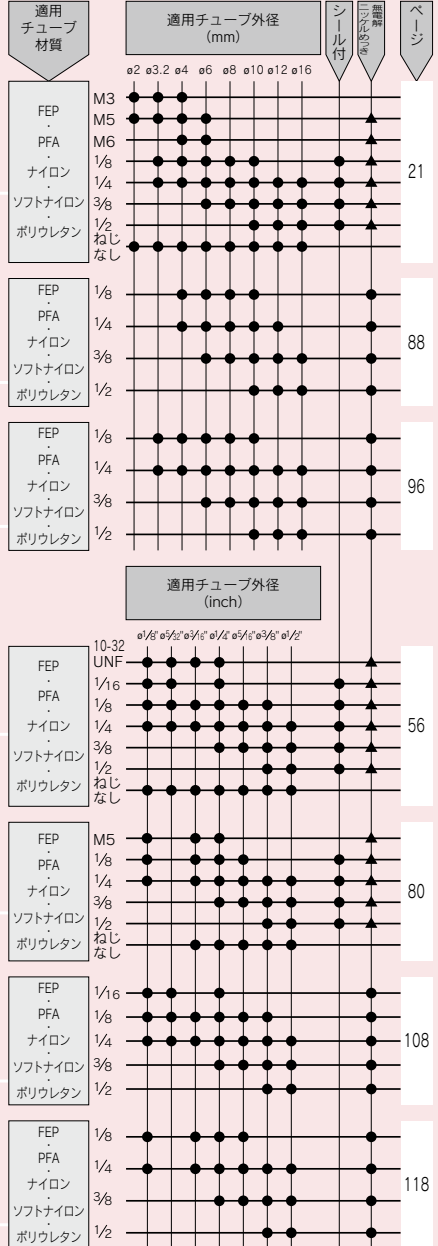 適用
チューブ
材質
適用チューブ外径
(mm)
シール付
無電解
ニッケルめっき
ページ
ø2 ø3.2 ø4 ø6 ø8 ø10 ø12 ø16
FEP
・
PFA
・
ナイロン
・
ソフトナイロン
・
ポリウレタン
M3
M5
M6
1/8
1/4
3/8
1/2
ねじ
なし
21
FEP
・
PFA
・
ナイロン
・
ソフトナイロン
・
ポリウレタン
1/8
1/4
3/8
1/2
88
FEP
・
PFA
・
ナイロン
・
ソフトナイロン
・
ポリウレタン
1/8
1/4
3/8
1/2
96
適用チューブ外径
(inch)
ø1/8" ø5/32" ø3/16" ø1/4" ø5/16" ø3/8" ø1/2"
FEP
・
PFA
・
ナイロン
・
ソフトナイロン
・
ポリウレタン
10-32
UNF
1/16
1/8
1/4
3/8
1/2
ねじ
なし
56
FEP
・
PFA
・
ナイロン
・
ソフトナイロン
・
ポリウレタン
M5
1/8
1/4
3/8
1/2
ねじ
なし
80
FEP
・
PFA
・
ナイロン
・
ソフトナイロン
・
ポリウレタン
1/16
1/8
1/4
3/8
1/2
108
FEP
・
PFA
・
ナイロン
・
ソフトナイロン
・
ポリウレタン
1/8
1/4
3/8
1/2
118